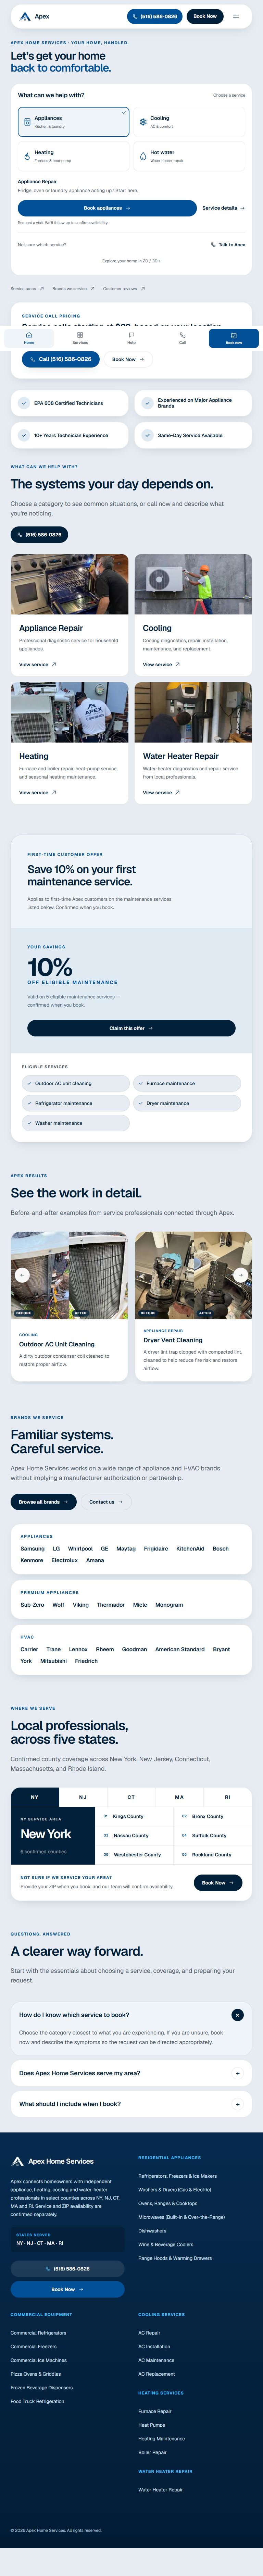 Apex
(516) 586-0826
Book Now
APEX HOME SERVICES · YOUR HOME, HANDLED.
Let's get your home
back to comfortable.
What can we help with?
Choose a service
Appliances
Kitchen & laundry
Cooling
AC & comfort
Heating
Furnace & heat pump
Hot water
Water heater repair
Appliance Repair
Fridge, oven or laundry appliance acting up? Start here.
Book appliances
Service details
Request a visit. We'll follow up to confirm availability.
Not sure which service?
Talk to Apex
Explore your home in 2D / 3D
Service areas
Brands we service
Customer reviews
SERVICE CALL PRICING
Home
Services
Help
Call
Book now
Call (516) 586-0826
Book Now
EPA 608 Certified Technicians
Experienced on Major Appliance
Brands
10+ Years Technician Experience
Same-Day Service Available
WHAT CAN WE HELP WITH?
The systems your day depends on.
Choose a category to see common situations, or call now and describe what
you're noticing.
(516) 586-0826
Appliance Repair
Professional diagnostic service for household
appliances.
View service
Cooling
Cooling diagnostics, repair, installation,
maintenance, and replacement.
View service
APEX
Heating
Furnace and boiler repair, heat-pump service,
and seasonal heating maintenance.
View service
Water Heater Repair
Water-heater diagnostics and repair service
from local professionals.
View service
FIRST-TIME CUSTOMER OFFER
Save 10% on your first
maintenance service.
Applies to first-time Apex customers on the maintenance services
listed below. Confirmed when you book.
YOUR SAVINGS
10%
OFF ELIGIBLE MAINTENANCE
Valid on 5 eligible maintenance services —
confirmed when you book.
Claim this offer
ELIGIBLE SERVICES
Outdoor AC unit cleaning
Furnace maintenance
Refrigerator maintenance
Dryer maintenance
Washer maintenance
APEX RESULTS
See the work in detail.
Before-and-after examples from service professionals connected through Apex.
BEFORE
AFTER
COOLING
Outdoor AC Unit Cleaning
A dirty outdoor condenser coil cleaned to
restore proper airflow.
BEFORE
AFTER
APPLIANCE REPAIR
Dryer Vent Cleaning
A dryer lint trap clogged with compacted lint,
cleaned to help reduce fire risk and restore
airflow.
BRANDS WE SERVICE
Familiar systems.
Careful service.
Apex Home Services works on a wide range of appliance and HVAC brands
without implying a manufacturer authorization or partnership.
Browse all brands
Contact us
APPLIANCES
Samsung LG Whirlpool GE Maytag Frigidaire KitchenAid Bosch
Kenmore Electrolux Amana
PREMIUM APPLIANCES
Sub-Zero Wolf Viking Thermador Miele Monogram
HVAC
Carrier Trane Lennox Rheem Goodman American Standard Bryant
York Mitsubishi Friedrich
WHERE WE SERVE
Local professionals,
across five states.
Confirmed county coverage across New York, New Jersey, Connecticut,
Massachusetts, and Rhode Island.
NY NJ CT MA RI
NY SERVICE AREA
New York
6 confirmed counties
01 Kings County
02 Bronx County
03 Nassau County
04 Suffolk County
05 Westchester County
06 Rockland County
NOT SURE IF WE SERVICE YOUR AREA?
Provide your ZIP when you book, and our team will confirm availability.
Book Now
QUESTIONS, ANSWERED
A clearer way forward.
Start with the essentials about choosing a service, coverage, and preparing your
request.
How do I know which service to book?
Choose the category closest to what you are experiencing. If you are unsure, book
now and describe the symptoms so the request can be directed appropriately.
Does Apex Home Services serve my area?
What should I include when I book?
Apex Home Services
Apex connects homeowners with independent
appliance, heating, cooling and water-heater
professionals in select counties across NY, NJ, CT,
MA and RI. Service and ZIP availability are
confirmed separately.
STATES SERVED
NY · NJ · CT · MA · RI
(516) 586-0826
Book Now
RESIDENTIAL APPLIANCES
Refrigerators, Freezers & Ice Makers
Washers & Dryers (Gas & Electric)
Ovens, Ranges & Cooktops
Microwaves (Built-in & Over-the-Range)
Dishwashers
Wine & Beverage Coolers
Range Hoods & Warming Drawers
COMMERCIAL EQUIPMENT
Commercial Refrigerators
Commercial Freezers
Commercial Ice Machines
Pizza Ovens & Griddles
Frozen Beverage Dispensers
Food Truck Refrigeration
COOLING SERVICES
AC Repair
AC Installation
AC Maintenance
AC Replacement
HEATING SERVICES
Furnace Repair
Heat Pumps
Heating Maintenance
Boiler Repair
WATER HEATER REPAIR
Water Heater Repair
© 2026 Apex Home Services. All rights reserved.